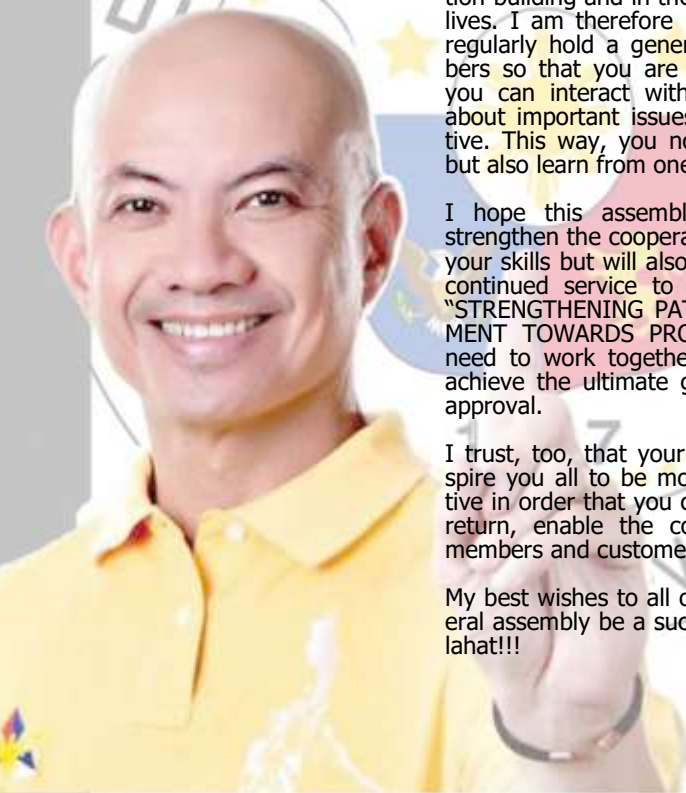 tion building and in the
lives. I am therefore
regularly hold a gener
bers so that you are
you can interact with
about important issues
tive. This way, you no
but also learn from one
I hope this assembl
strengthen the coopera
your skills but will also
continued service to
“STRENGTHENING PAT
MENT TOWARDS PRO
need to work togethe
achieve the ultimate g
approval.
I trust, too, that your
spire you all to be mo
tive in order that you c
return, enable the co
members and custome
My best wishes to all o
eral assembly be a suc
lahat!!!
1 7